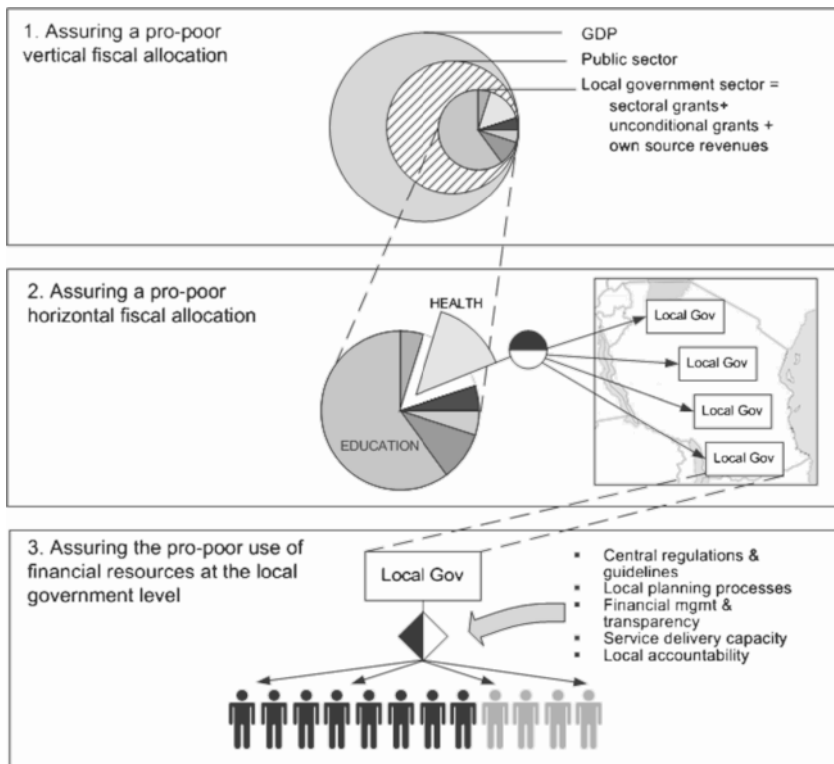 1. Assuring a pro-poor
vertical fiscal allocation
GDP
Public sector
Local government sector =
sectoral grants+
unconditional grants +
own source revenues
2. Assuring a pro-poor
horizontal fiscal allocation
HEALTH
EDUCATION
Local Gov
Local Gov
Local Gov
Local Gov
3. Assuring the pro-poor use of
financial resources at the local
government level
Local Gov
▪ Central regulations &
guidelines
▪ Local planning processes
▪ Financial mgmt &
transparency
▪ Service delivery capacity
▪ Local accountability